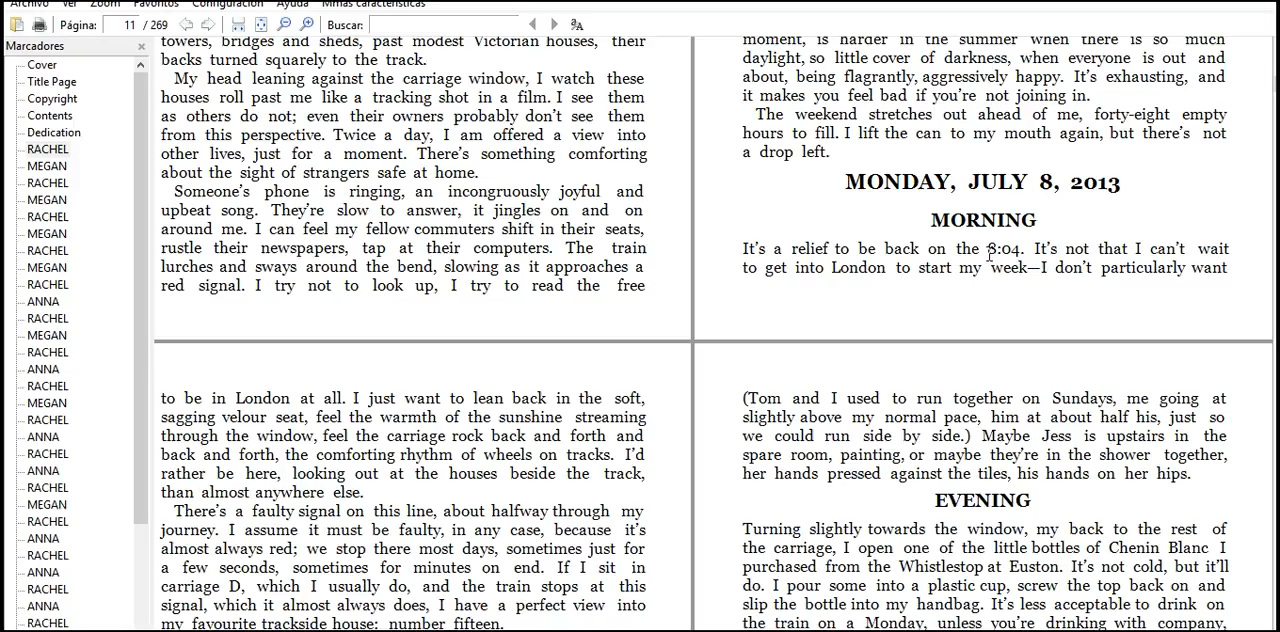 Archivo Ver Zoom Favoritos Configuración Ayuda Mmás características
Página: 11 / 269 Buscar:
Marcadores
Cover
Title Page
Copyright
Contents
Dedication
RACHEL
MEGAN
RACHEL
MEGAN
RACHEL
MEGAN
RACHEL
MEGAN
RACHEL
ANNA
RACHEL
MEGAN
RACHEL
ANNA
RACHEL
MEGAN
RACHEL
ANNA
RACHEL
ANNA
RACHEL
MEGAN
RACHEL
ANNA
RACHEL
ANNA
RACHEL
ANNA
RACHEL
towers, bridges and sheds, past modest Victorian houses, their
backs turned squarely to the track.
My head leaning against the carriage window, I watch these
houses roll past me like a tracking shot in a film. I see them
as others do not; even their owners probably don’t see them
from this perspective. Twice a day, I am offered a view into
other lives, just for a moment. There’s something comforting
about the sight of strangers safe at home.
Someone’s phone is ringing, an incongruously joyful and
upbeat song. They’re slow to answer, it jingles on and on
around me. I can feel my fellow commuters shift in their seats,
rustle their newspapers, tap at their computers. The train
lurches and sways around the bend, slowing as it approaches a
red signal. I try not to look up, I try to read the free
moment, is harder in the summer when there is so much
daylight, so little cover of darkness, when everyone is out and
about, being flagrantly, aggressively happy. It’s exhausting, and
it makes you feel bad if you’re not joining in.
The weekend stretches out ahead of me, forty-eight empty
hours to fill. I lift the can to my mouth again, but there’s not
a drop left.
MONDAY, JULY 8, 2013
MORNING
It’s a relief to be back on the 8:04. It’s not that I can’t wait
to get into London to start my week—I don’t particularly want
to be in London at all. I just want to lean back in the soft,
sagging velour seat, feel the warmth of the sunshine streaming
through the window, feel the carriage rock back and forth and
back and forth, the comforting rhythm of wheels on tracks. I’d
rather be here, looking out at the houses beside the track,
than almost anywhere else.
There’s a faulty signal on this line, about halfway through my
journey. I assume it must be faulty, in any case, because it’s
almost always red; we stop there most days, sometimes just for
a few seconds, sometimes for minutes on end. If I sit in
carriage D, which I usually do, and the train stops at this
signal, which it almost always does, I have a perfect view into
my favourite trackside house: number fifteen.
(Tom and I used to run together on Sundays, me going at
slightly above my normal pace, him at about half his, just so
we could run side by side.) Maybe Jess is upstairs in the
spare room, painting, or maybe they’re in the shower together,
her hands pressed against the tiles, his hands on her hips.
EVENING
Turning slightly towards the window, my back to the rest of
the carriage, I open one of the little bottles of Chenin Blanc I
purchased from the Whistlestop at Euston. It’s not cold, but it’ll
do. I pour some into a plastic cup, screw the top back on and
slip the bottle into my handbag. It’s less acceptable to drink on
the train on a Monday, unless you’re drinking with company,